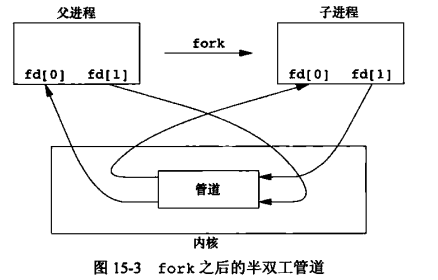 父进程
子进程
fork
fd[0] fd[1]
fd[0] fd[1]
管道
内核
图 15-3 fork 之后的半双工管道